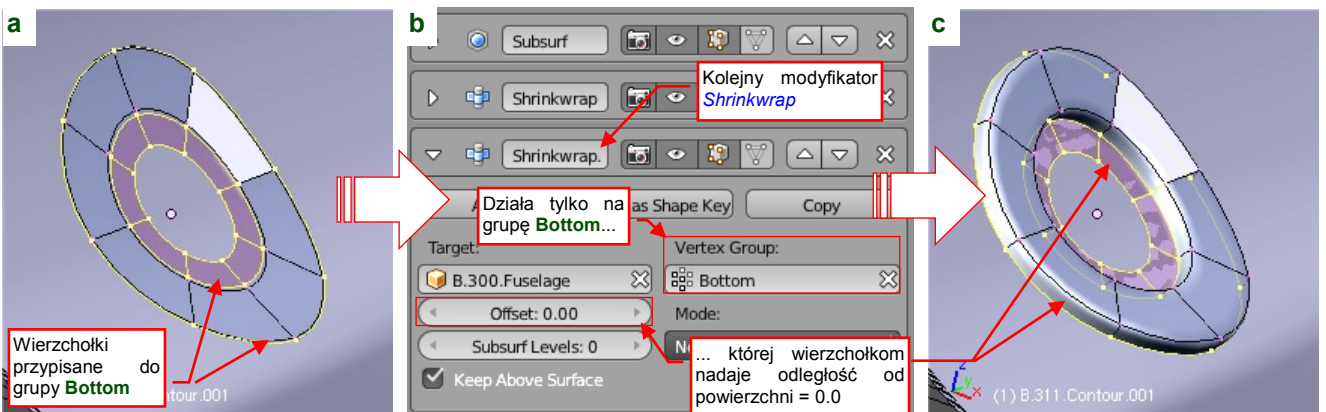 a
Wierzchołki
przypisane do
grupy Bottom
tour.001
b
Subsurf
Kolejny modyfikator
Shrinkwrap
Shrinkwrap
Shrinkwrap.
Działa tylko na
grupę Bottom...
as Shape Key
Copy
Target:
Vertex Group:
B.300.Fuselage
Bottom
Offset: 0.00
Mode:
Subsurf Levels: 0
Keep Above Surface
... której wierzchołkom
nadaje odległość od
powierzchni = 0.0
c
z
y
x
(1) B.311.Contour.001